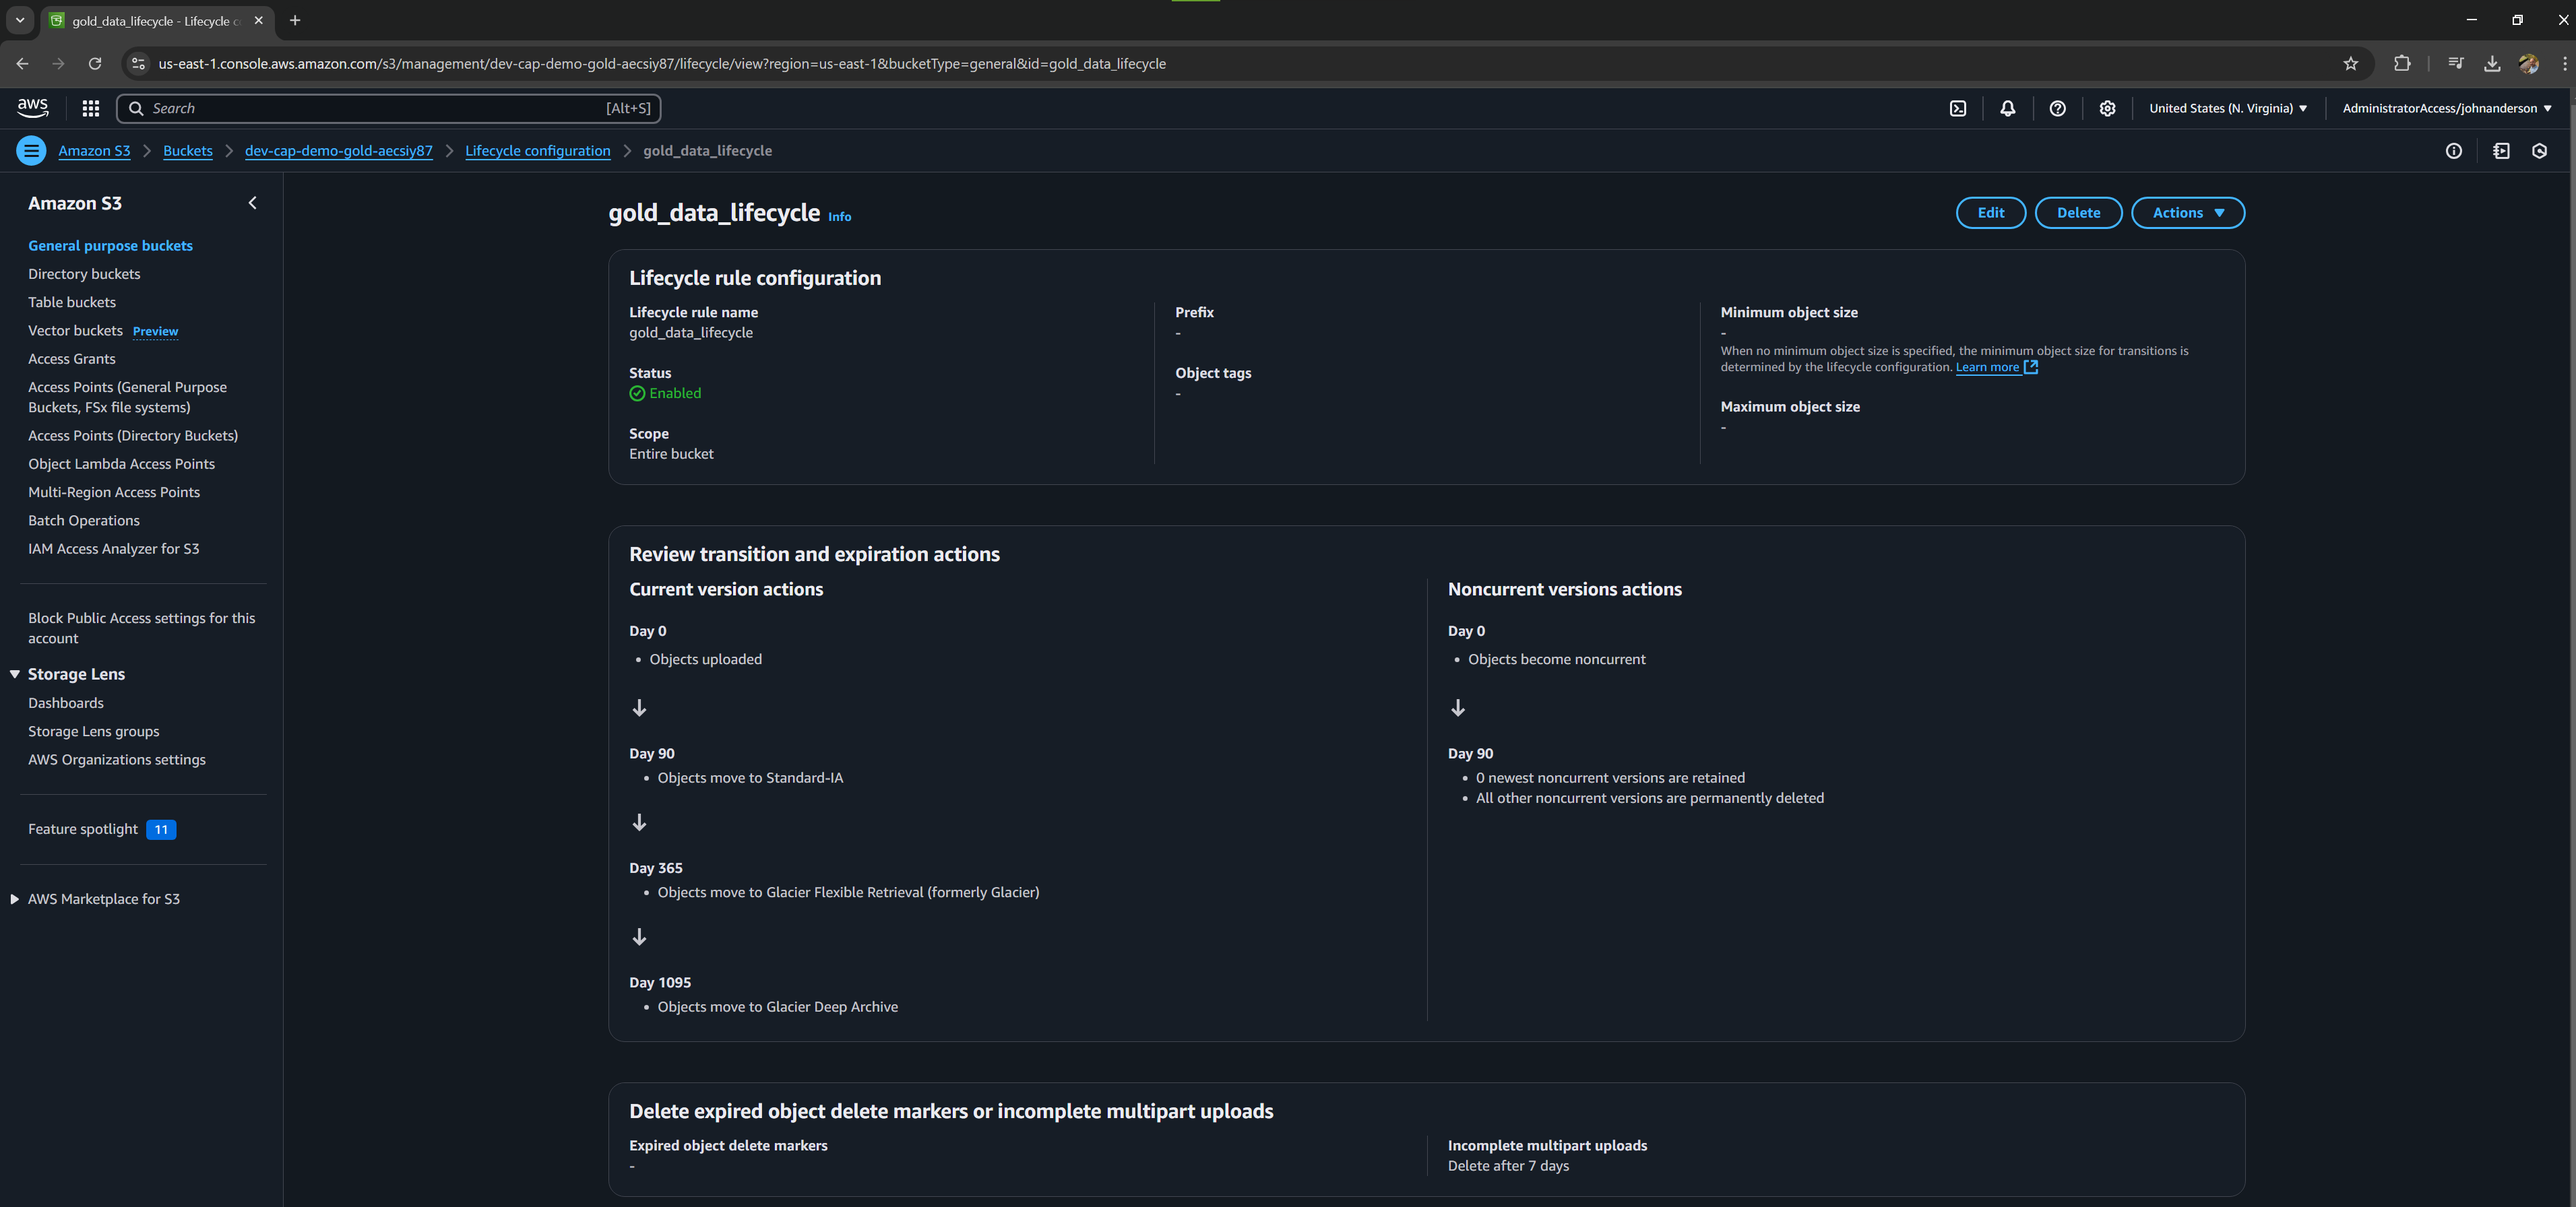 gold_data_lifecycle - Lifecycle c
us-east-1.console.aws.amazon.com/s3/management/dev-cap-demo-gold-aecsiy87/lifecycle/view?region=us-east-1&bucketType=general&id=gold_data_lifecycle
aws
Search
[Alt+S]
United States (N. Virginia)
AdministratorAccess/johnanderson
Amazon S3
Buckets
dev-cap-demo-gold-aecsiy87
Lifecycle configuration
gold_data_lifecycle
Amazon S3
General purpose buckets
Directory buckets
Table buckets
Vector buckets Preview
Access Grants
Access Points (General Purpose
Buckets, FSx file systems)
Access Points (Directory Buckets)
Object Lambda Access Points
Multi-Region Access Points
Batch Operations
IAM Access Analyzer for S3
Block Public Access settings for this
account
Storage Lens
Dashboards
Storage Lens groups
AWS Organizations settings
Feature spotlight 11
AWS Marketplace for S3
gold_data_lifecycle Info
Edit
Delete
Actions
Lifecycle rule configuration
Lifecycle rule name
gold_data_lifecycle
Status
Enabled
Scope
Entire bucket
Prefix
-
Object tags
-
Minimum object size
-
When no minimum object size is specified, the minimum object size for transitions is
determined by the lifecycle configuration. Learn more
Maximum object size
-
Review transition and expiration actions
Current version actions
Day 0
Objects uploaded
Day 90
Objects move to Standard-IA
Day 365
Objects move to Glacier Flexible Retrieval (formerly Glacier)
Day 1095
Objects move to Glacier Deep Archive
Noncurrent versions actions
Day 0
Objects become noncurrent
Day 90
0 newest noncurrent versions are retained
All other noncurrent versions are permanently deleted
Delete expired object delete markers or incomplete multipart uploads
Expired object delete markers
-
Incomplete multipart uploads
Delete after 7 days